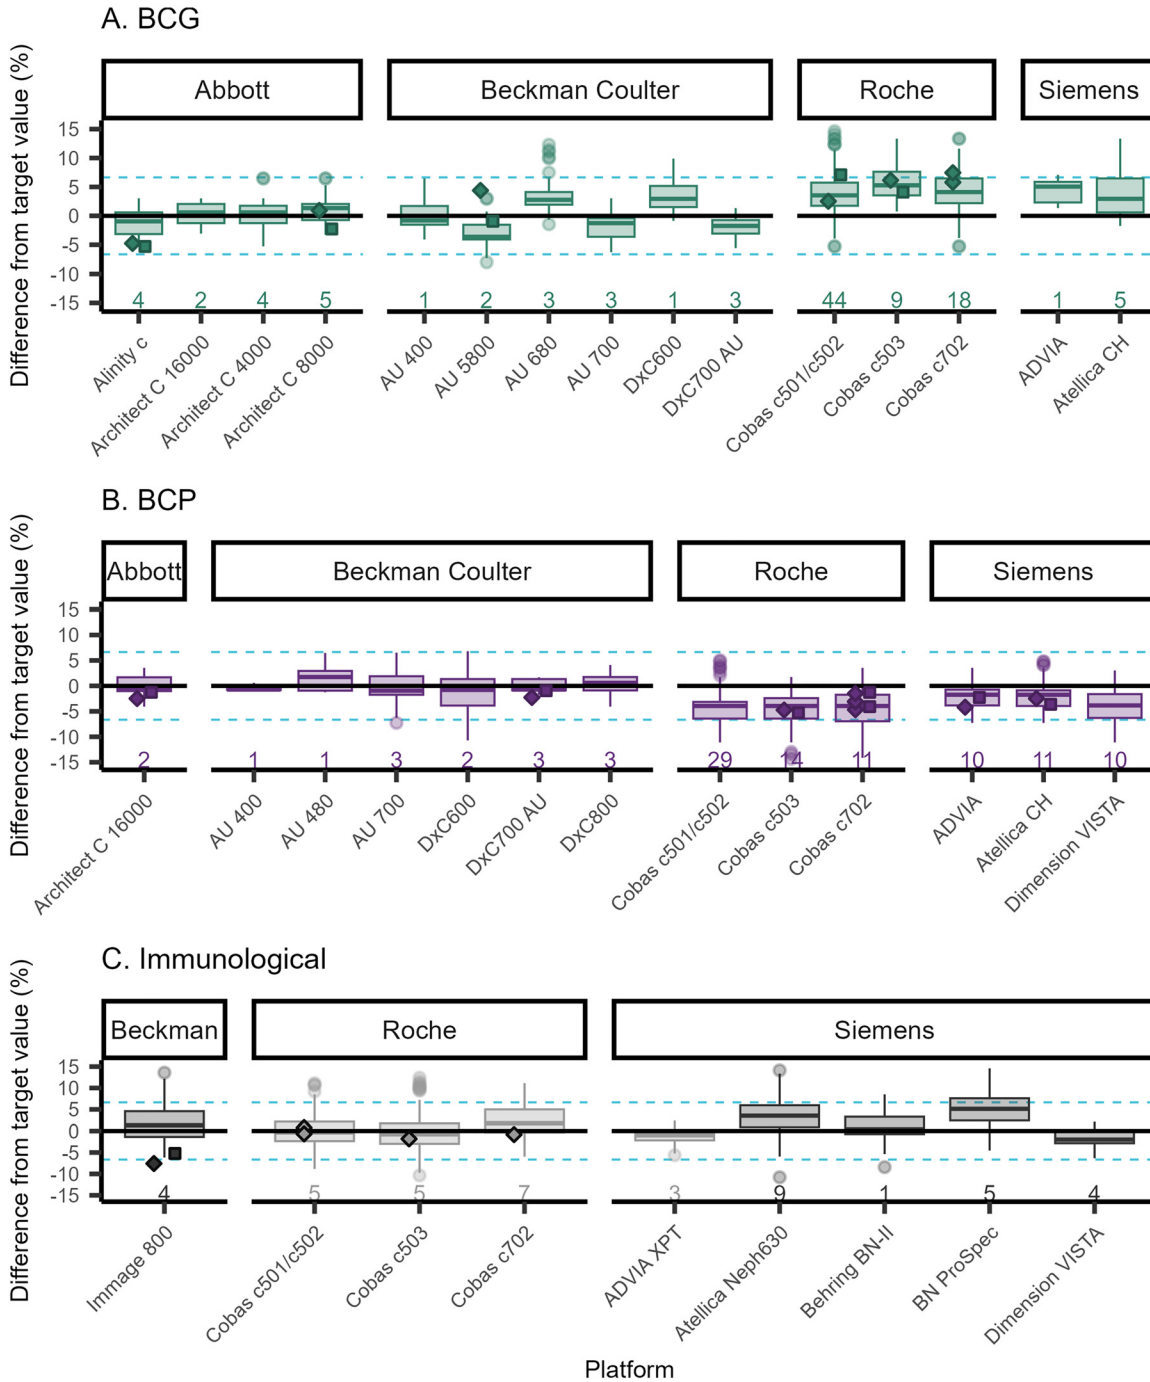 A. BCG
Difference from target value (%)
Abbott Beckman Coulter Roche Siemens
15
10
5
0
-5
-10
-15
4 2 4 5 1 2 3 3 1 3 44 9 18 1 5
Alinity c Architect C 16000 Architect C 4000 Architect C 8000 AU 400 AU 5800 AU 680 AU 700 DxC600 DxC700 AU Cobas c501/c502 Cobas c503 Cobas c702 ADVIA Atellica CH
B. BCP
Difference from target value (%)
Abbott Beckman Coulter Roche Siemens
15
10
5
0
-5
-10
-15
2 1 1 3 2 3 3 29 14 11 10 11 10
Architect C 16000 AU 400 AU 480 AU 700 DxC600 DxC700 AU DxC800 Cobas c501/c502 Cobas c503 Cobas c702 ADVIA Atellica CH Dimension VISTA
C. Immunological
Difference from target value (%)
Beckman Roche Siemens
15
10
5
0
-5
-10
-15
4 5 5 7 3 9 1 5 4
Immage 800 Cobas c501/c502 Cobas c503 Cobas c702 ADVIA XPT Atellica Neph630 Behring BN-II BN ProSpec Dimension VISTA
Platform